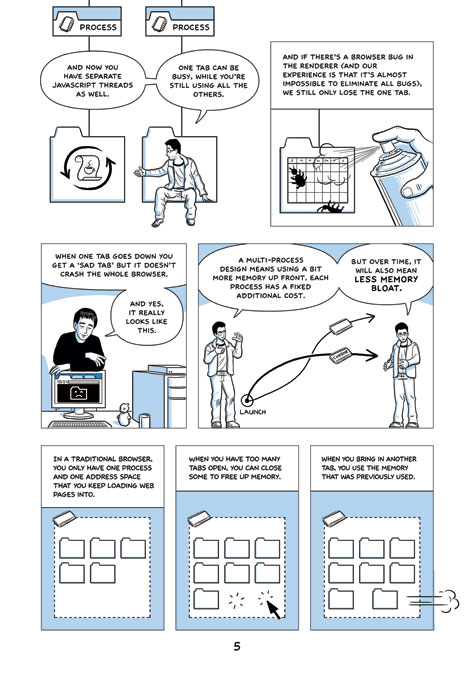 PROCESS
PROCESS
AND NOW YOU
HAVE SEPARATE
JAVASCRIPT THREADS
AS WELL.
ONE TAB CAN BE
BUSY, WHILE YOU'RE
STILL USING ALL THE
OTHERS.
AND IF THERE'S A BROWSER BUG IN
THE RENDERER (AND OUR
EXPERIENCE IS THAT IT'S ALMOST
IMPOSSIBLE TO ELIMINATE ALL BUGS),
WE STILL ONLY LOSE THE ONE TAB.
WHEN ONE TAB GOES DOWN YOU
GET A 'SAD TAB' BUT IT DOESN'T
CRASH THE WHOLE BROWSER.
AND YES,
IT REALLY
LOOKS LIKE
THIS.
A MULTI-PROCESS
DESIGN MEANS USING A BIT
MORE MEMORY UP FRONT. EACH
PROCESS HAS A FIXED
ADDITIONAL COST.
BUT OVER TIME, IT
WILL ALSO MEAN
LESS MEMORY
BLOAT.
LAUNCH
IN A TRADITIONAL BROWSER,
YOU ONLY HAVE ONE PROCESS
AND ONE ADDRESS SPACE
THAT YOU KEEP LOADING WEB
PAGES INTO.
WHEN YOU HAVE TOO MANY
TABS OPEN, YOU CAN CLOSE
SOME TO FREE UP MEMORY.
WHEN YOU BRING IN ANOTHER
TAB, YOU USE THE MEMORY
THAT WAS PREVIOUSLY USED.
5